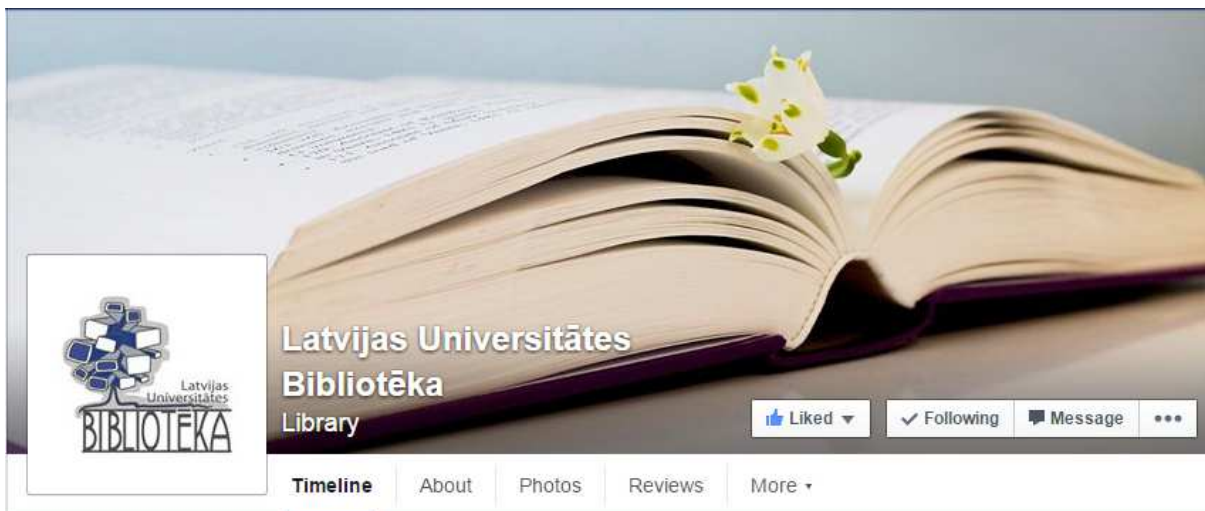 Latvijas
Universitātes
BIBLIOTĒKA
Latvijas Universitātes
Bibliotēka
Library
Liked
Following
Message
Timeline
About
Photos
Reviews
More